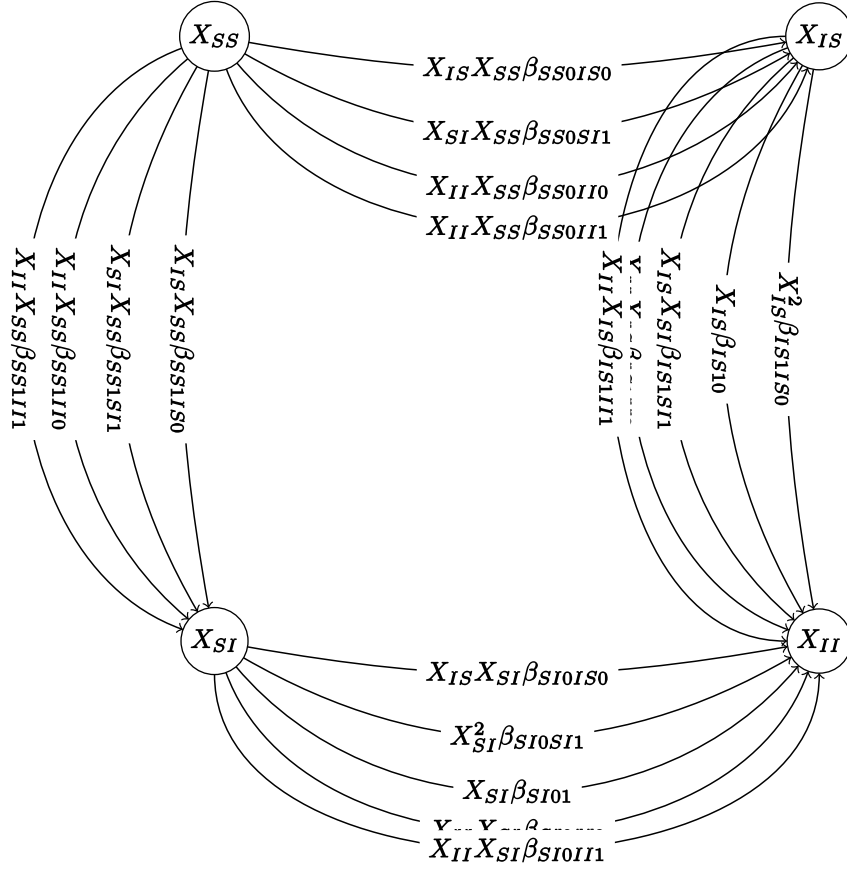 X_{SS}
X_{IS}
X_{IS}X_{SS}β_{SS0IS0}
X_{SI}X_{SS}β_{SS0SI1}
X_{II}X_{SS}β_{SS0II0}
X_{II}X_{SS}β_{SS0II1}
X_{II}X_{SS}β_{SS1II1}
X_{II}X_{SS}β_{SS1II0}
X_{SI}X_{SS}β_{SS1SI1}
X_{IS}X_{SS}β_{SS1IS0}
X_{II}X_{IS}β_{IS1II1}
X_{IS}X_{SI}β_{IS1SI1}
X_{IS}β_{IS10}
X_{IS}^2β_{IS1IS0}
X_{SI}
X_{II}
X_{IS}X_{SI}β_{SI0IS0}
X_{SI}^2β_{SI0SI1}
X_{SI}β_{SI01}
X_{II}X_{SI}β_{SI0II1}